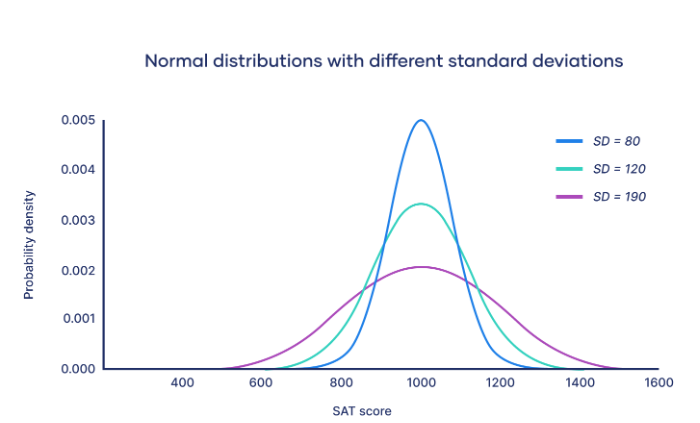 Normal distributions with different standard deviations
0.005
0.004
0.003
0.002
0.001
0.000
Probability density
SD = 80
SD = 120
SD = 190
400 600 800 1000 1200 1400 1600
SAT score